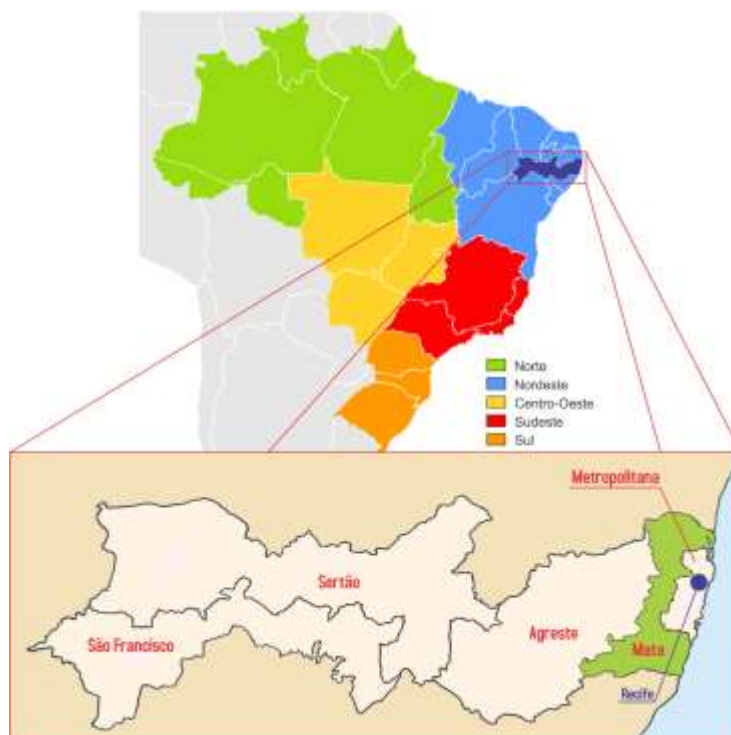 Norte
Nordeste
Centro-Oeste
Sudeste
Sul
Metropolitana
Sertão
Agreste
São Francisco
Mata
Recife